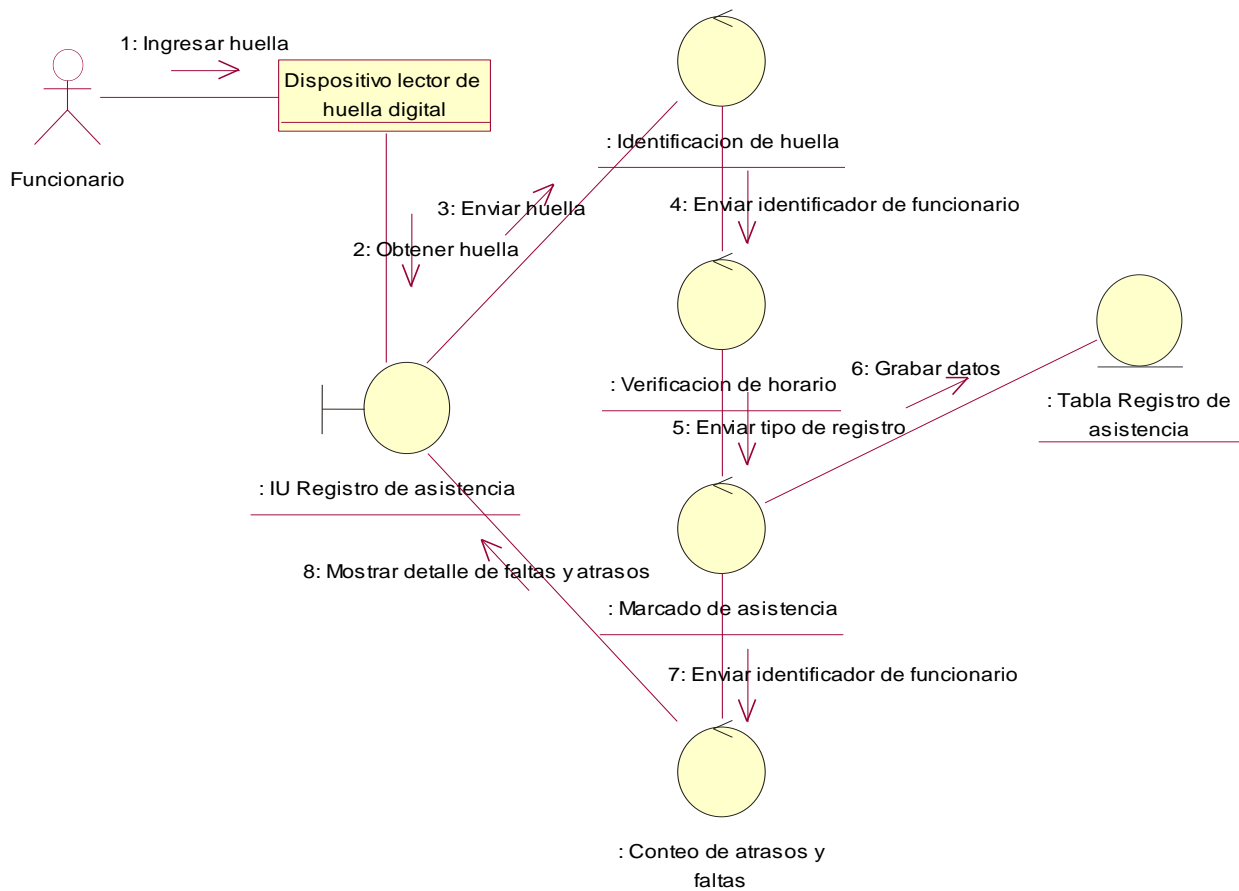 1: Ingresar huella
Dispositivo lector de
huella digital
Funcionario
: Identificacion de huella
3: Enviar huella
4: Enviar identificador de funcionario
2: Obtener huella
6: Grabar datos
: Verificacion de horario
: Tabla Registro de
asistencia
5: Enviar tipo de registro
: IU Registro de asistencia
8: Mostrar detalle de faltas y atrasos
: Marcado de asistencia
7: Enviar identificador de funcionario
: Conteo de atrasos y
faltas